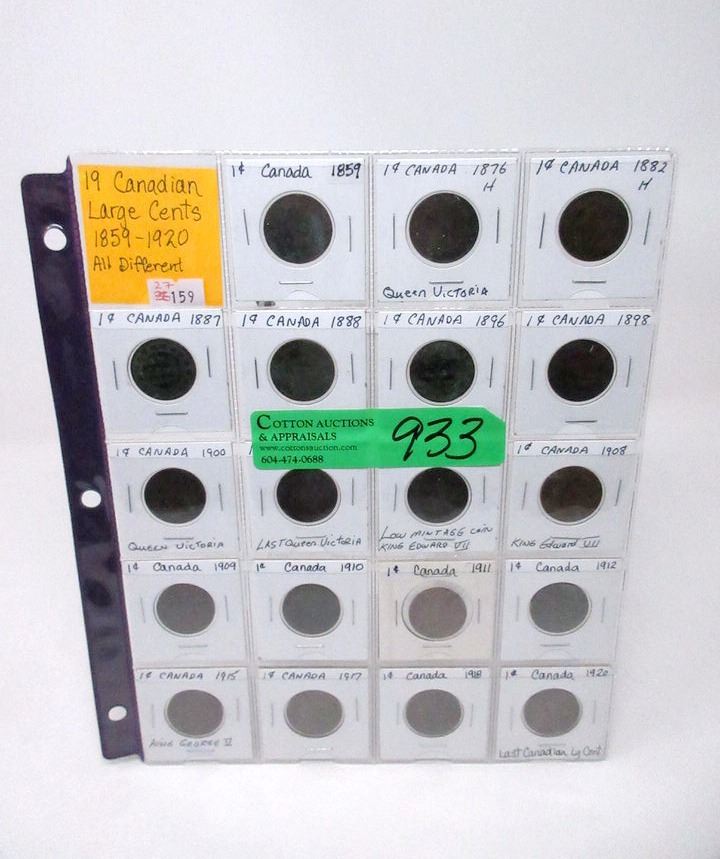 19 Canadian
Large Cents
1859-1920
All Different
27
159
1¢ Canada 1859
1¢ CANADA 1876
H
Queen VICTORIA
1¢ CANADA 1882
H
1¢ CANADA 1887
1¢ CANADA 1888
1¢ CANADA 1896
1¢ CANADA 1898
COTTON AUCTIONS
& APPRAISALS
www.cottonsauction.com
604-474-0688
933
1¢ CANADA 1900
QUEEN VICTORIA
LAST Queen Victoria
LOW MINTAGE COIN
KING EDWARD VII
1¢ CANADA 1908
KING Edward VII
1¢ Canada 1909
1¢ Canada 1910
1¢ Canada 1911
1¢ Canada 1912
1¢ CANADA 1915
KING GEORGE V
1¢ CANADA 1917
1¢ Canada 1918
1¢ Canada 1920
Last Canadian Lg Cent